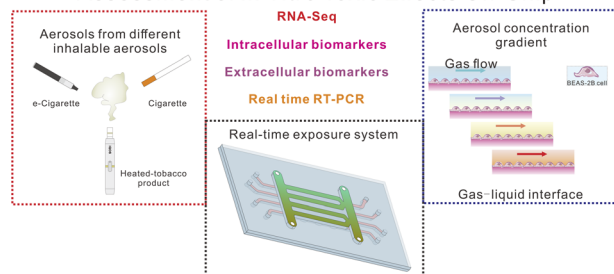 RNA-Seq
Intracellular biomarkers
Extracellular biomarkers
Real time RT-PCR
Aerosols from different
inhalable aerosols
e-Cigarette
Cigarette
Heated-tobacco
product
Real-time exposure system
Aerosol concentration
gradient
Gas flow
BEAS-2B cell
Gas-liquid interface